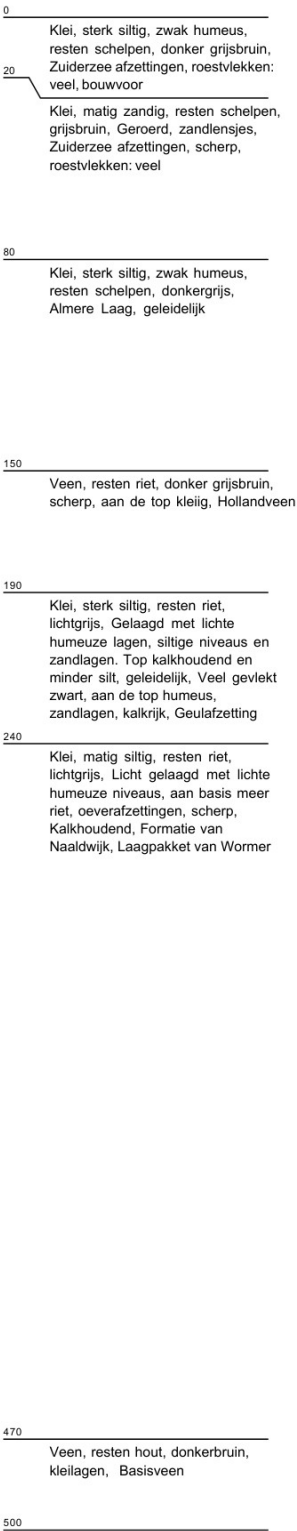 0
Klei, sterk siltig, zwak humeus,
resten schelpen, donker grijsbruin,
Zuiderzee afzettingen, roestvlekken:
veel, bouwvoor
20
Klei, matig zandig, resten schelpen,
grijsbruin, Geroerd, zandlensjes,
Zuiderzee afzettingen, scherp,
roestvlekken: veel
80
Klei, sterk siltig, zwak humeus,
resten schelpen, donkergrijs,
Almere Laag, geleidelijk
150
Veen, resten riet, donker grijsbruin,
scherp, aan de top kleiig, Hollandveen
190
Klei, sterk siltig, resten riet,
lichtgrijs, Gelaagd met lichte
humeuze lagen, siltige niveaus en
zandlagen. Top kalkhoudend en
minder silt, geleidelijk, Veel gevlekt
zwart, aan de top humeus,
zandlagen, kalkrijk, Geulafzetting
240
Klei, matig siltig, resten riet,
lichtgrijs, Licht gelaagd met lichte
humeuze niveaus, aan basis meer
riet, oeverafzettingen, scherp,
Kalkhoudend, Formatie van
Naaldwijk, Laagpakket van Wormer
470
Veen, resten hout, donkerbruin,
kleilagen, Basisveen
500